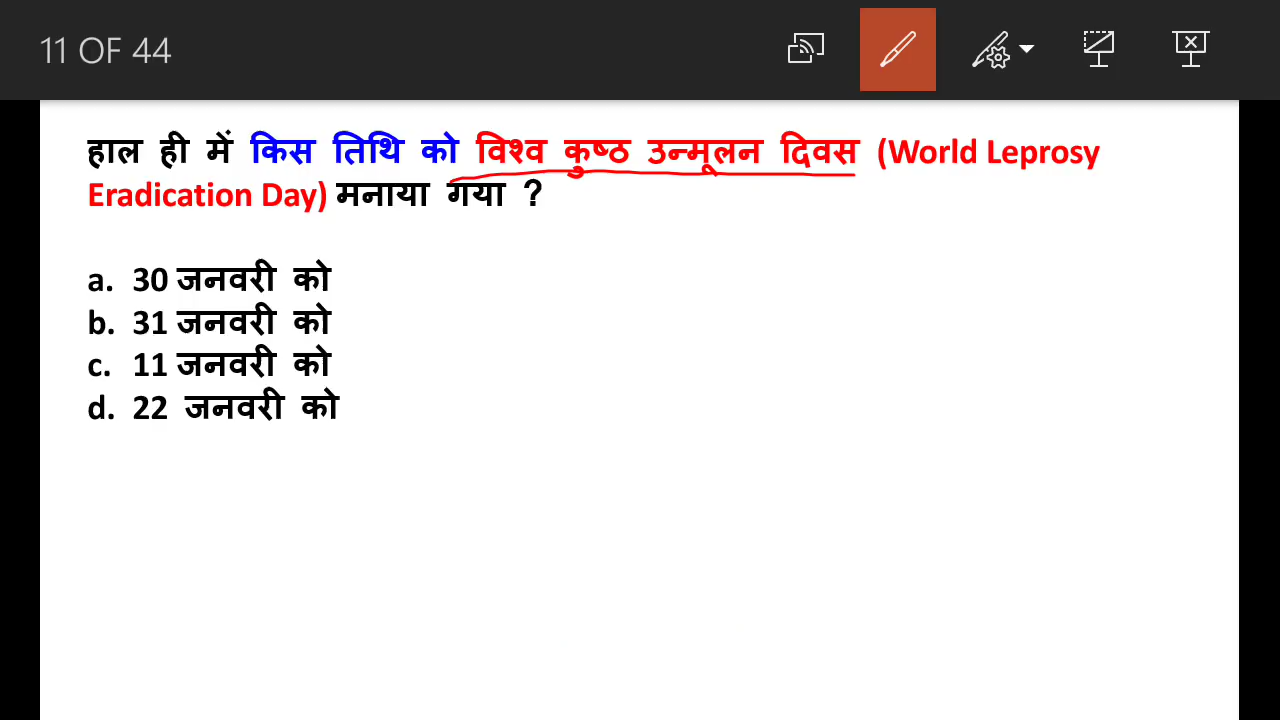 11 OF 44
हाल ही में किस तिथि को विश्व कुष्ठ उन्मूलन दिवस (World Leprosy
Eradication Day) मनाया गया ?
a. 30 जनवरी को
b. 31 जनवरी को
c. 11 जनवरी को
d. 22 जनवरी को